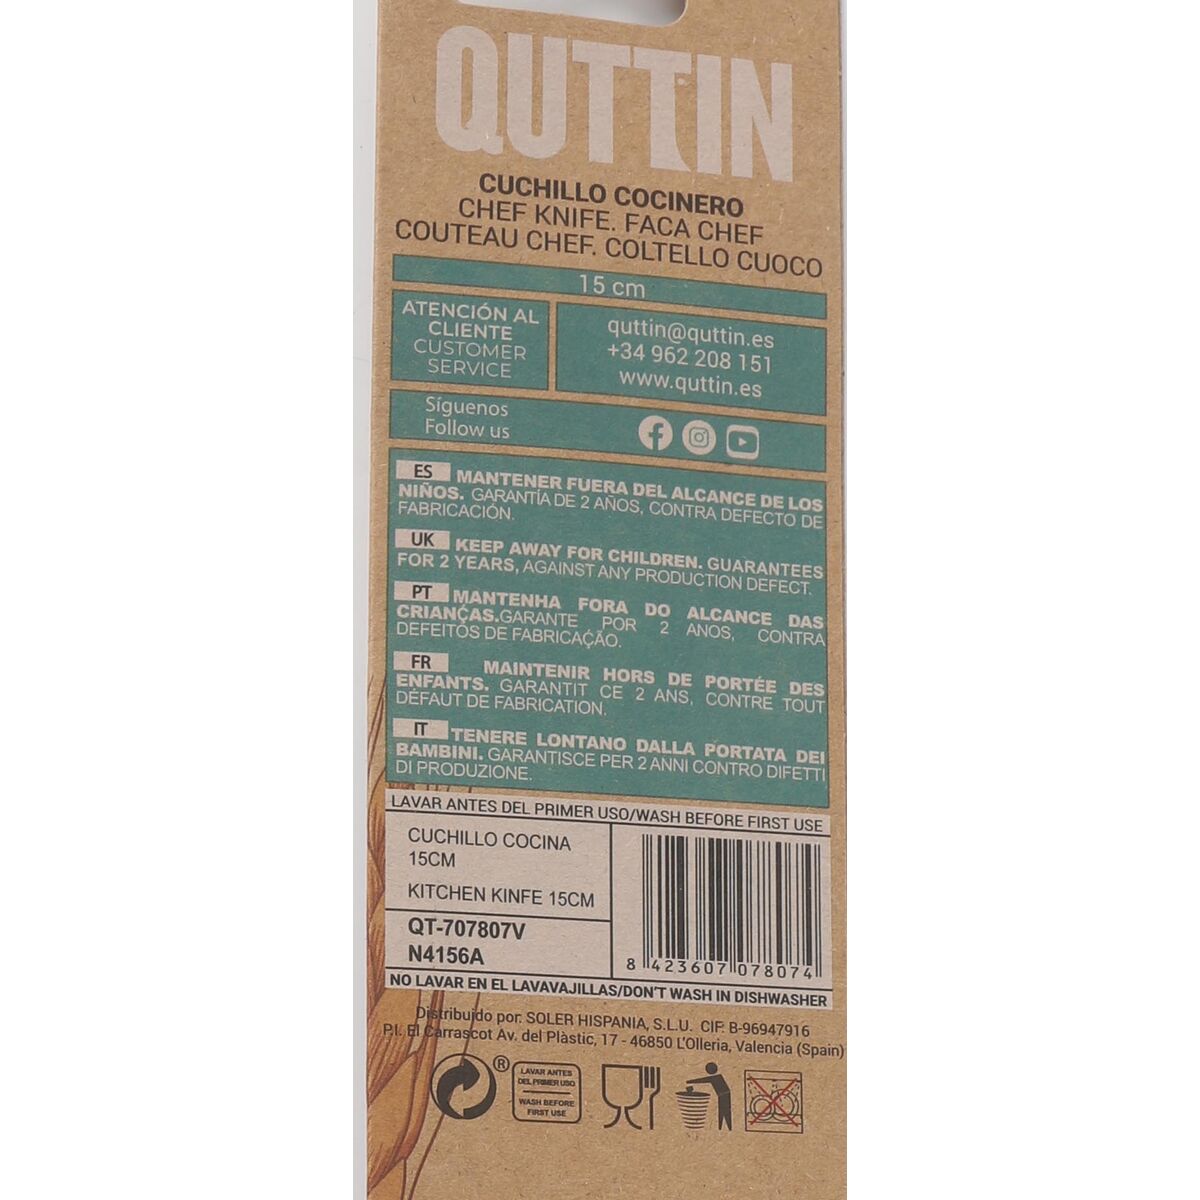 QUTTIN
CUCHILLO COCINERO
CHEF KNIFE. FACA CHEF
COUTEAU CHEF. COLTELLO CUOCO
15 cm
ATENCIÓN AL
CLIENTE
CUSTOMER
SERVICE
quttin@quttin.es
+34 962 208 151
www.quttin.es
Síguenos
Follow us
ES MANTENER FUERA DEL ALCANCE DE LOS
NIÑOS. GARANTÍA DE 2 AÑOS, CONTRA DEFECTO DE
FABRICACIÓN.
UK KEEP AWAY FOR CHILDREN. GUARANTEES
FOR 2 YEARS, AGAINST ANY PRODUCTION DEFECT.
PT MANTENHA FORA DO ALCANCE DAS
CRIANÇAS.GARANTE POR 2 ANOS, CONTRA
DEFEITOS DE FABRICAÇÃO.
FR MAINTENIR HORS DE PORTÉE DES
ENFANTS. GARANTIT CE 2 ANS, CONTRE TOUT
DÉFAUT DE FABRICATION.
IT TENERE LONTANO DALLA PORTATA DEI
BAMBINI. GARANTISCE PER 2 ANNI CONTRO DIFETTI
DI PRODUZIONE.
LAVAR ANTES DEL PRIMER USO/WASH BEFORE FIRST USE
CUCHILLO COCINA
15CM
KITCHEN KINFE 15CM
QT-707807V
N4156A
8 423607 078074
NO LAVAR EN EL LAVAVAJILLAS/DON'T WASH IN DISHWASHER
Distribuido por: SOLER HISPANIA, S.L.U. CIF: B-96947916
P.I. El Carrascot Av. del Plàstic, 17 - 46850 L'Olleria, Valencia (Spain)
®
LAVAR ANTES
DEL PRIMER USO
WASH BEFORE
FIRST USE